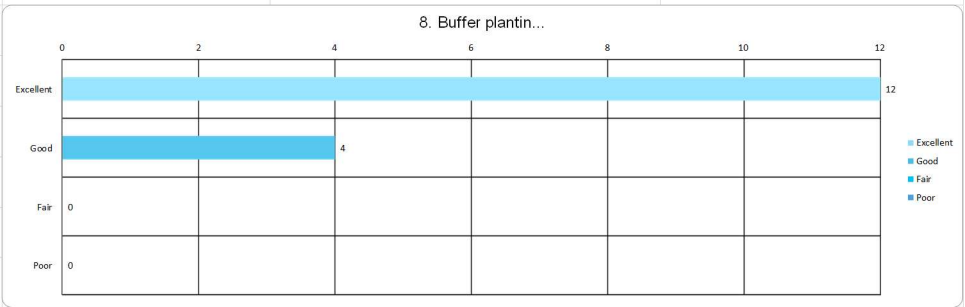 8. Buffer plantin...
0 2 4 6 8 10 12
Excellent 12
Good 4
Fair 0
Poor 0
Excellent
Good
Fair
Poor